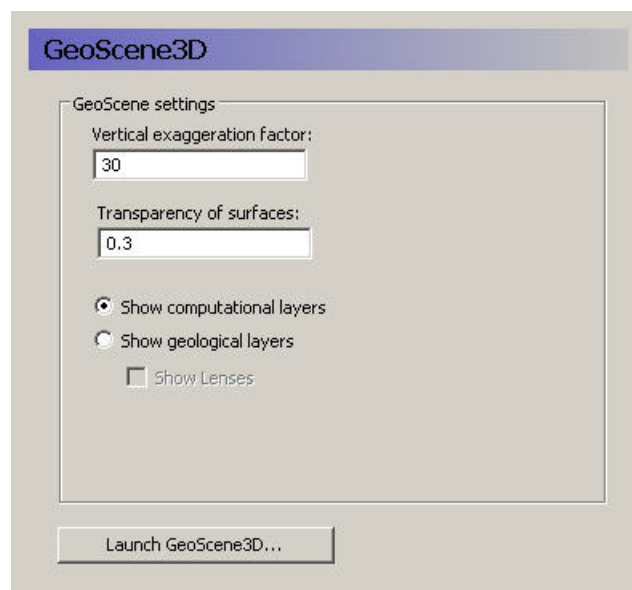 GeoScene3D
GeoScene settings
Vertical exaggeration factor:
30
Transparency of surfaces:
0.3
Show computational layers
Show geological layers
Show Lenses
Launch GeoScene3D...